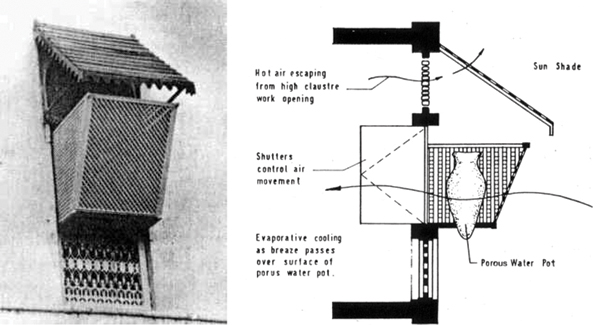 Hot air escaping
from high claustre
work opening
Sun Shade
Shutters
control air
movement
Evaporative cooling
as breaze passes
over surface of
porus water pot.
Porous Water Pot